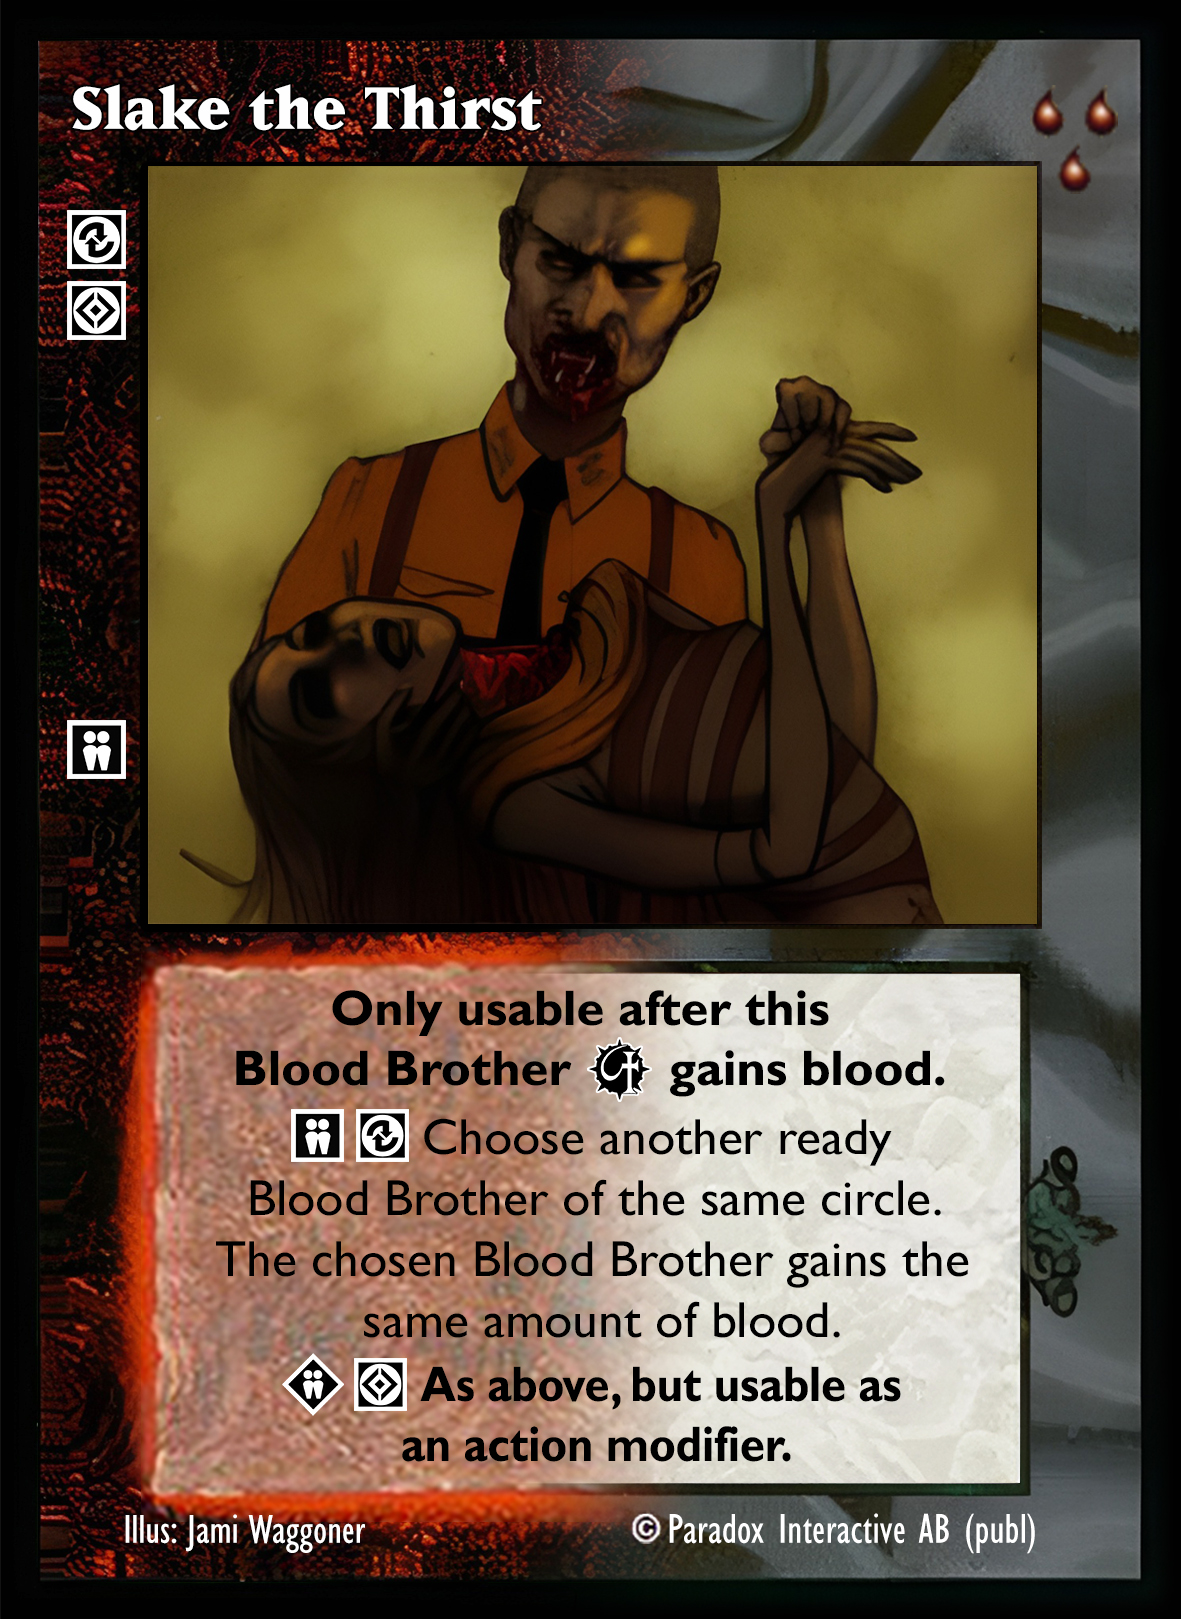 Slake the Thirst
Only usable after this
Blood Brother gains blood.
Choose another ready
Blood Brother of the same circle.
The chosen Blood Brother gains the
same amount of blood.
As above, but usable as
an action modifier.
Illus: Jami Waggoner
© Paradox Interactive AB (publ)